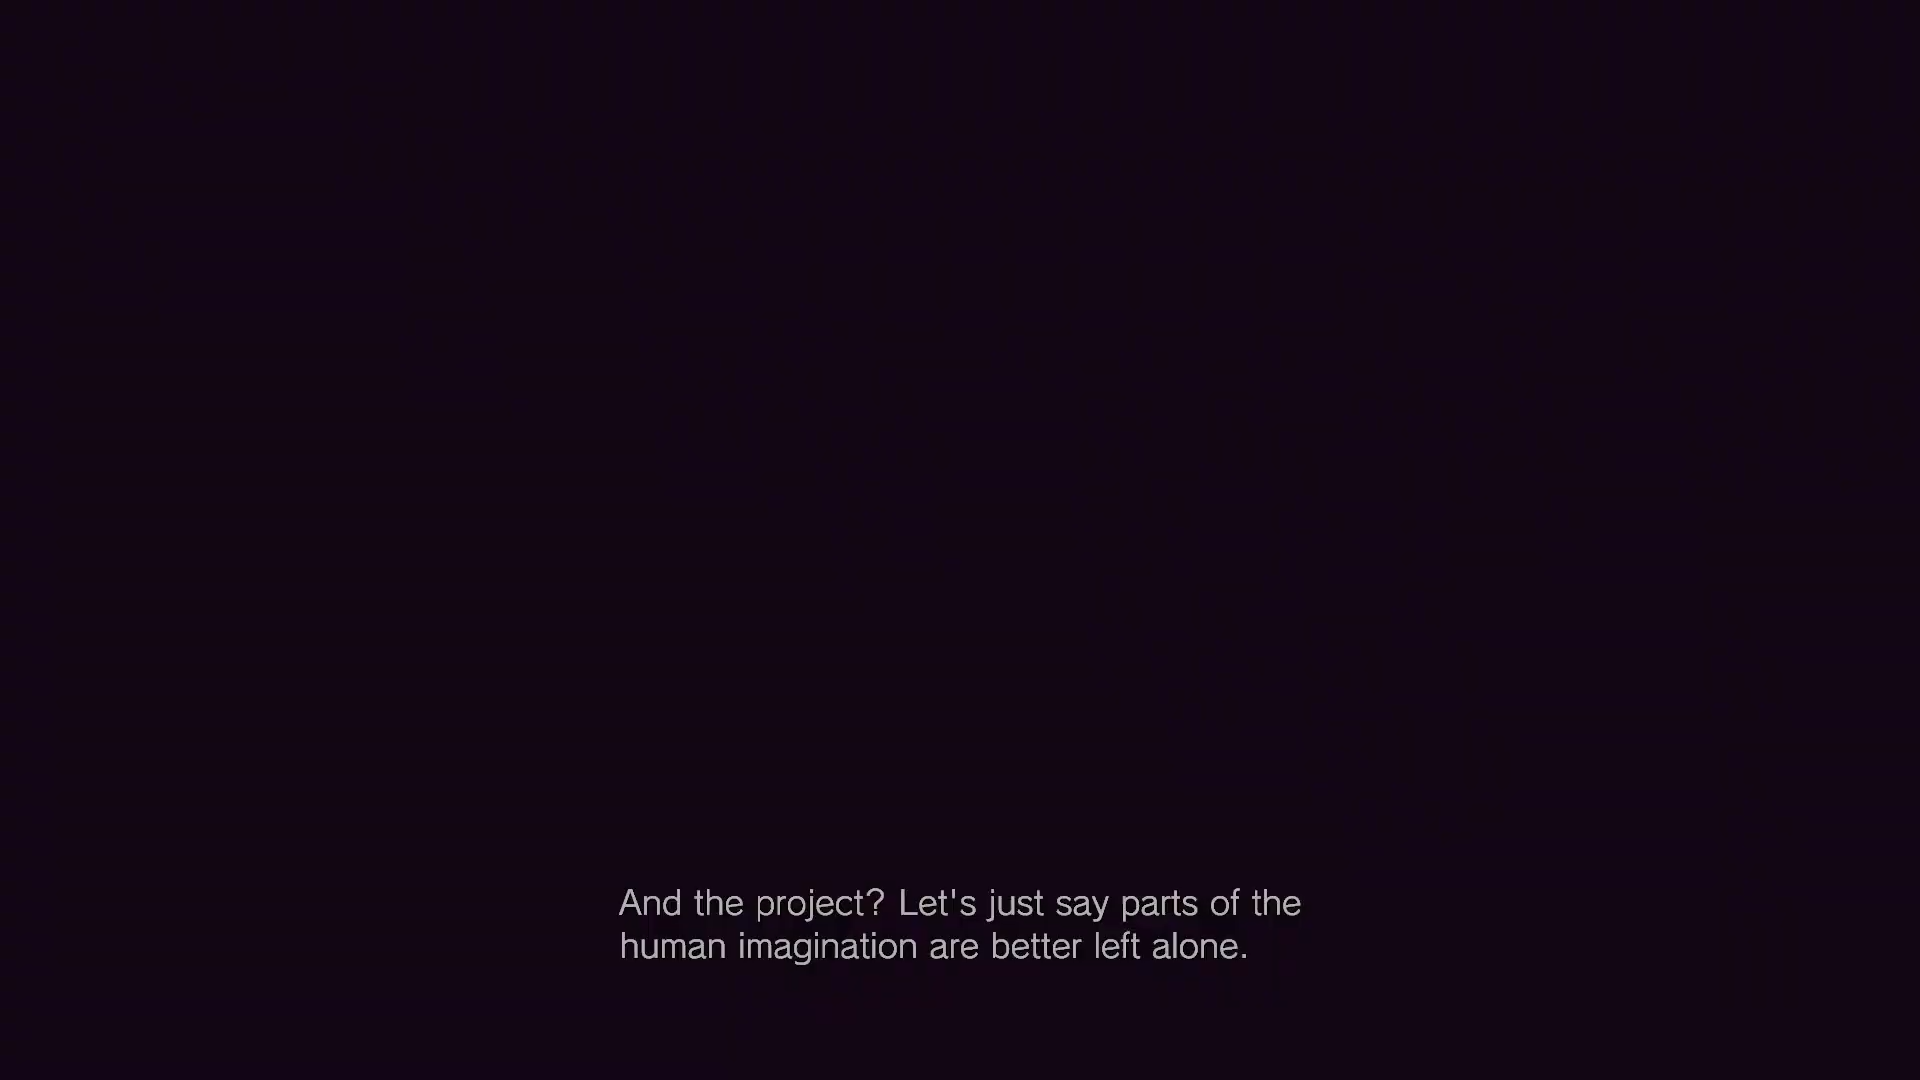 And the project? Let's just say parts of the
human imagination are better left alone.